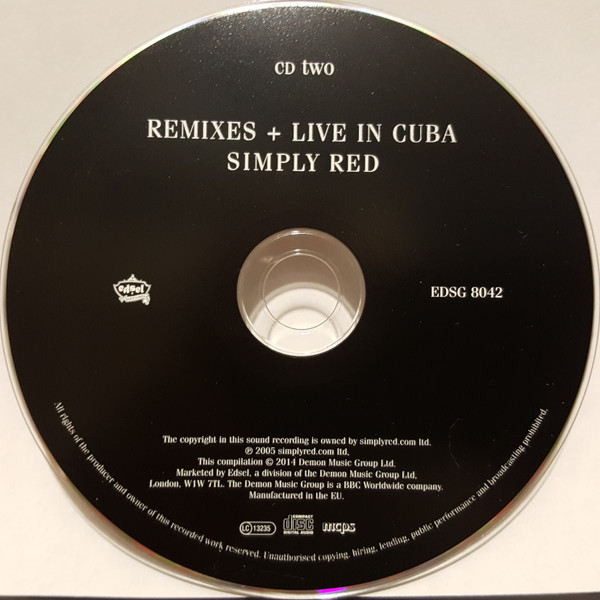 CD two
REMIXES + LIVE IN CUBA
SIMPLY RED
edsel
EDSG 8042
The copyright in this sound recording is owned by simplyred.com ltd.
℗ 2005 simplyred.com ltd.
This compilation © 2014 Demon Music Group Ltd.
Marketed by Edsel, a division of the Demon Music Group Ltd,
London, W1W 7TL. The Demon Music Group is a BBC Worldwide company.
Manufactured in the EU.
LC 13235
COMPACT
disc
DIGITAL AUDIO
mcps
All rights of the producer and owner of this recorded work reserved. Unauthorised copying, hiring, lending, public performance and broadcasting prohibited.